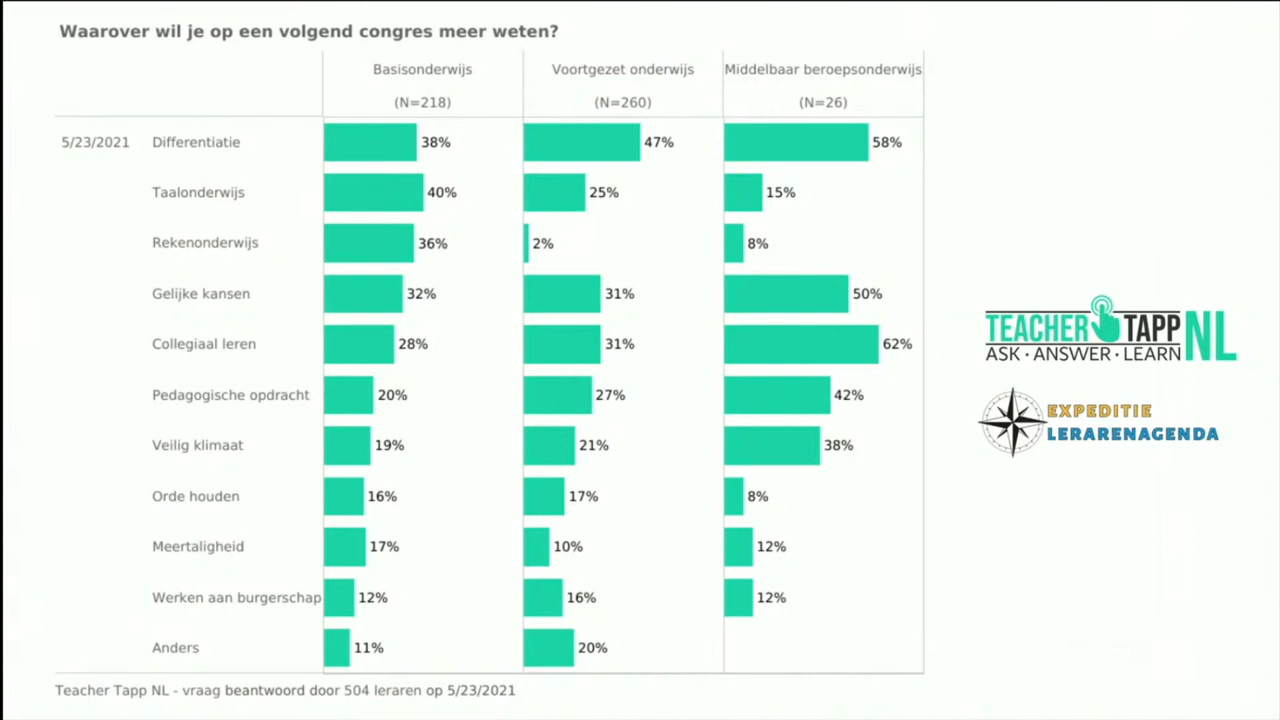 Waarover wil je op een volgend congres meer weten?
Basisonderwijs Voortgezet onderwijs Middelbaar beroepsonderwijs
(N=218) (N=260) (N=26)
5/23/2021 Differentiatie 38% 47% 58%
Taalonderwijs 40% 25% 15%
Rekenonderwijs 36% 2% 8%
Gelijke kansen 32% 31% 50%
Collegiaal leren 28% 31% 62%
Pedagogische opdracht 20% 27% 42%
Veilig klimaat 19% 21% 38%
Orde houden 16% 17% 8%
Meertaligheid 17% 10% 12%
Werken aan burgerschap 12% 16% 12%
Anders 11% 20%
Teacher Tapp NL - vraag beantwoord door 504 leraren op 5/23/2021
TEACHER TAPP NL
ASK · ANSWER · LEARN
EXPEDITIE
LERARENAGENDA